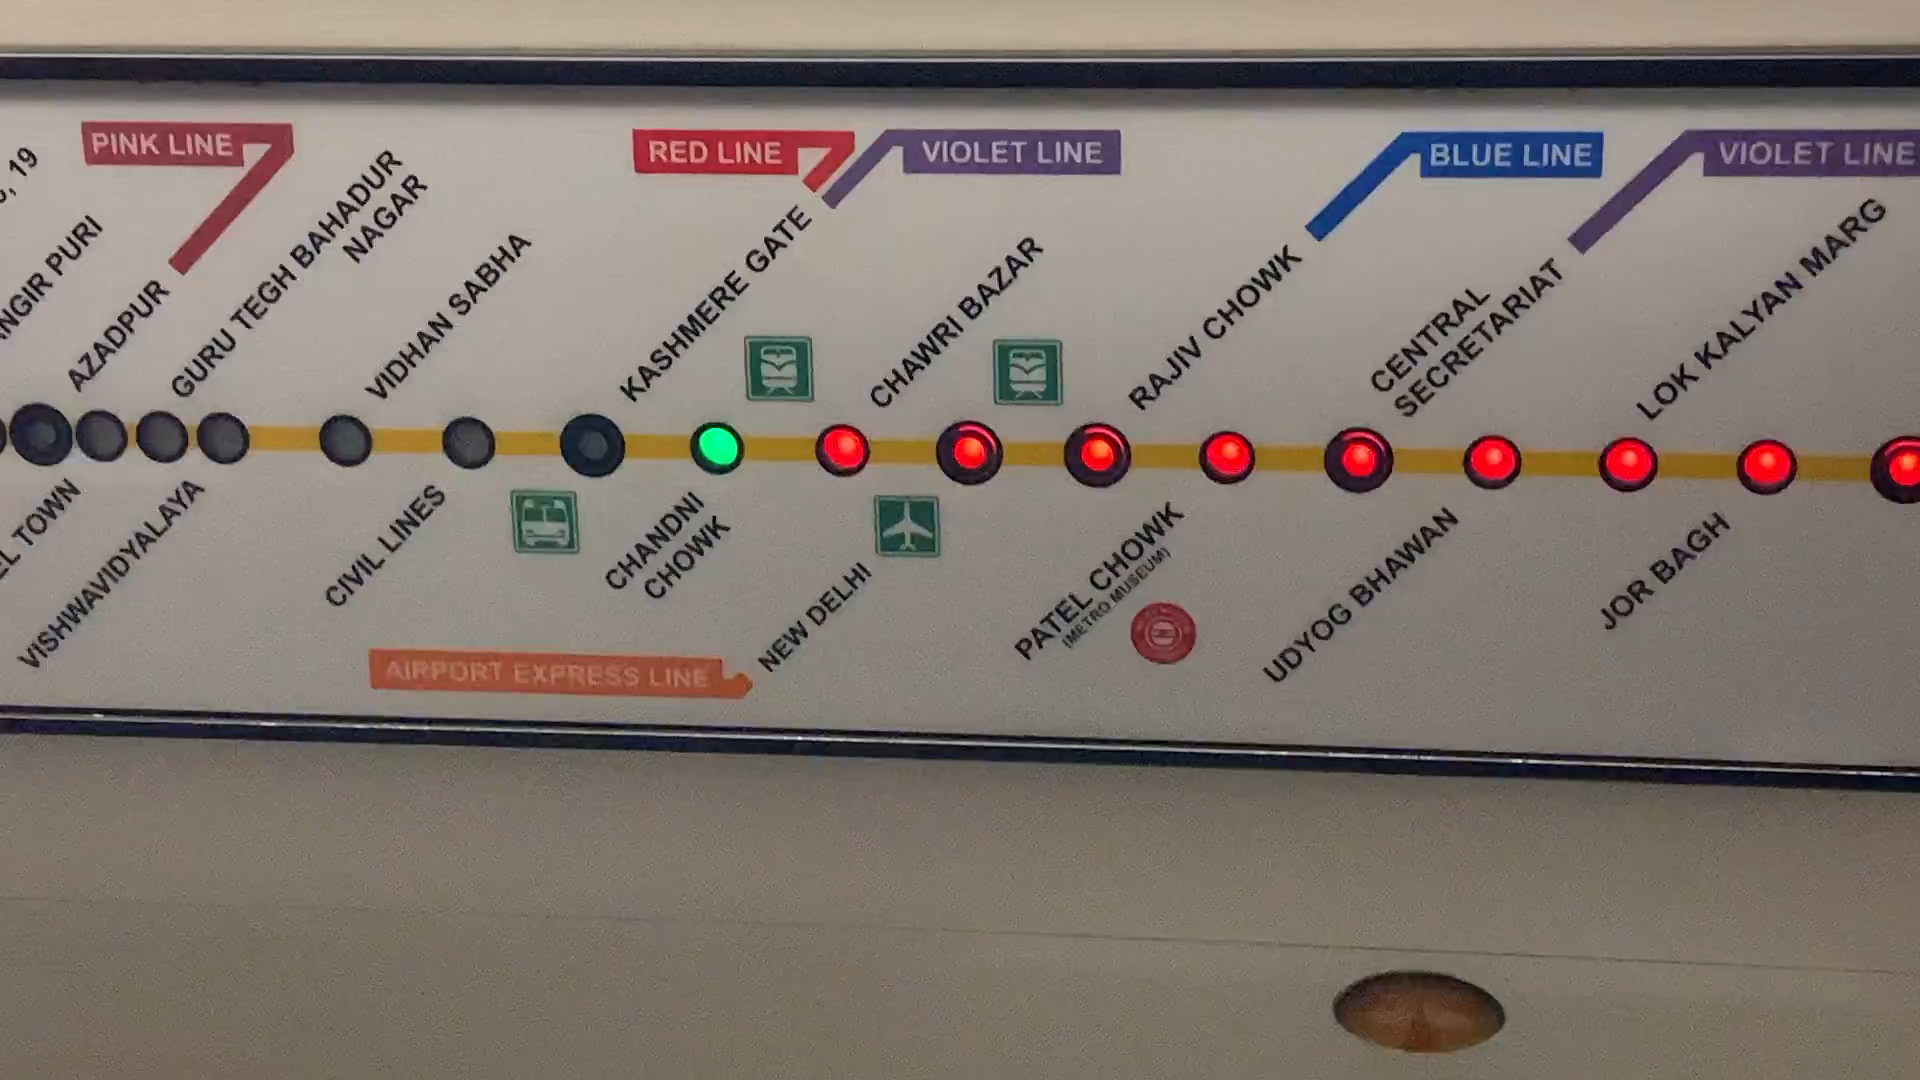 PINK LINE
RED LINE
VIOLET LINE
BLUE LINE
VIOLET LINE
19
AZADPUR
GURU TEGH BAHADUR
NAGAR
VIDHAN SABHA
KASHMERE GATE
CHAWRI BAZAR
RAJIV CHOWK
CENTRAL
SECRETARIAT
LOK KALYAN MARG
TOWN
VISHWAVIDYALAYA
CIVIL LINES
CHANDNI
CHOWK
NEW DELHI
PATEL CHOWK
(METRO MUSEUM)
UDYOG BHAWAN
JOR BAGH
AIRPORT EXPRESS LINE